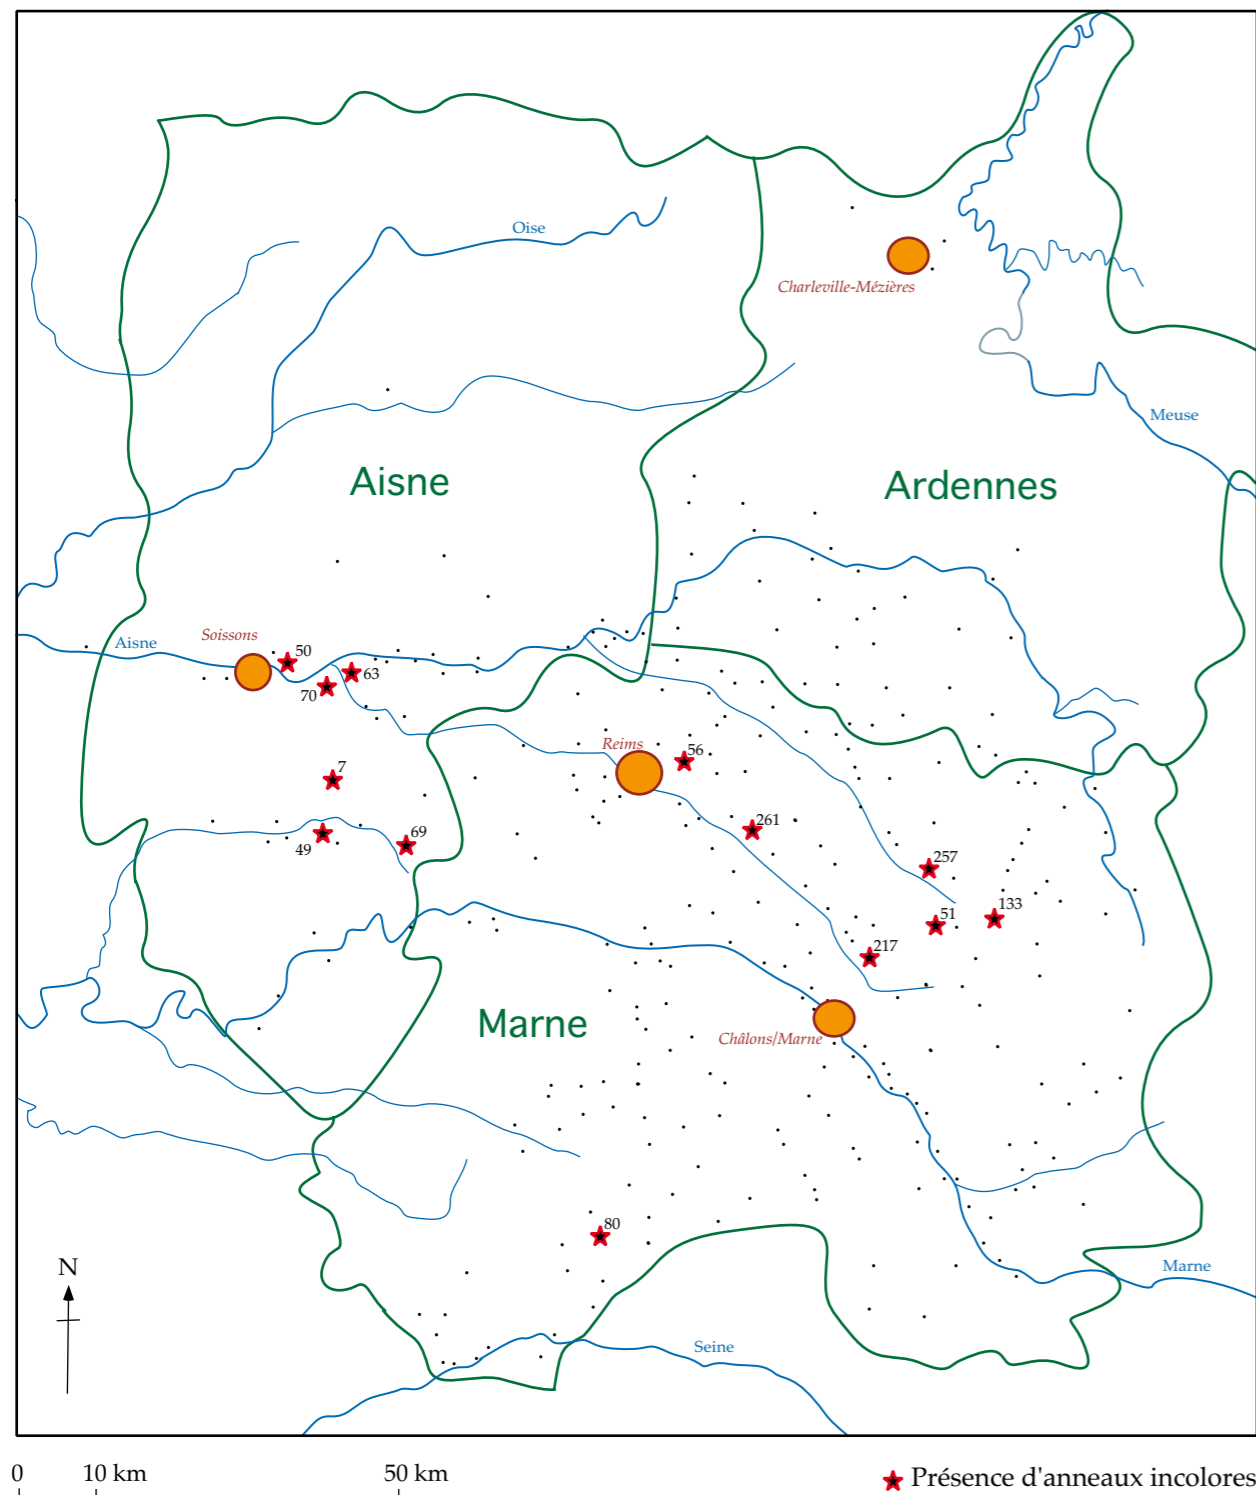 Oise
Charleville-Mézières
Meuse
Aisne
Ardennes
Aisne
Soissons
50
63
70
Reims
56
7
261
49
69
257
133
51
217
Marne
Châlons/Marne
80
N
Marne
Seine
0 10 km 50 km
Présence d'anneaux incolores